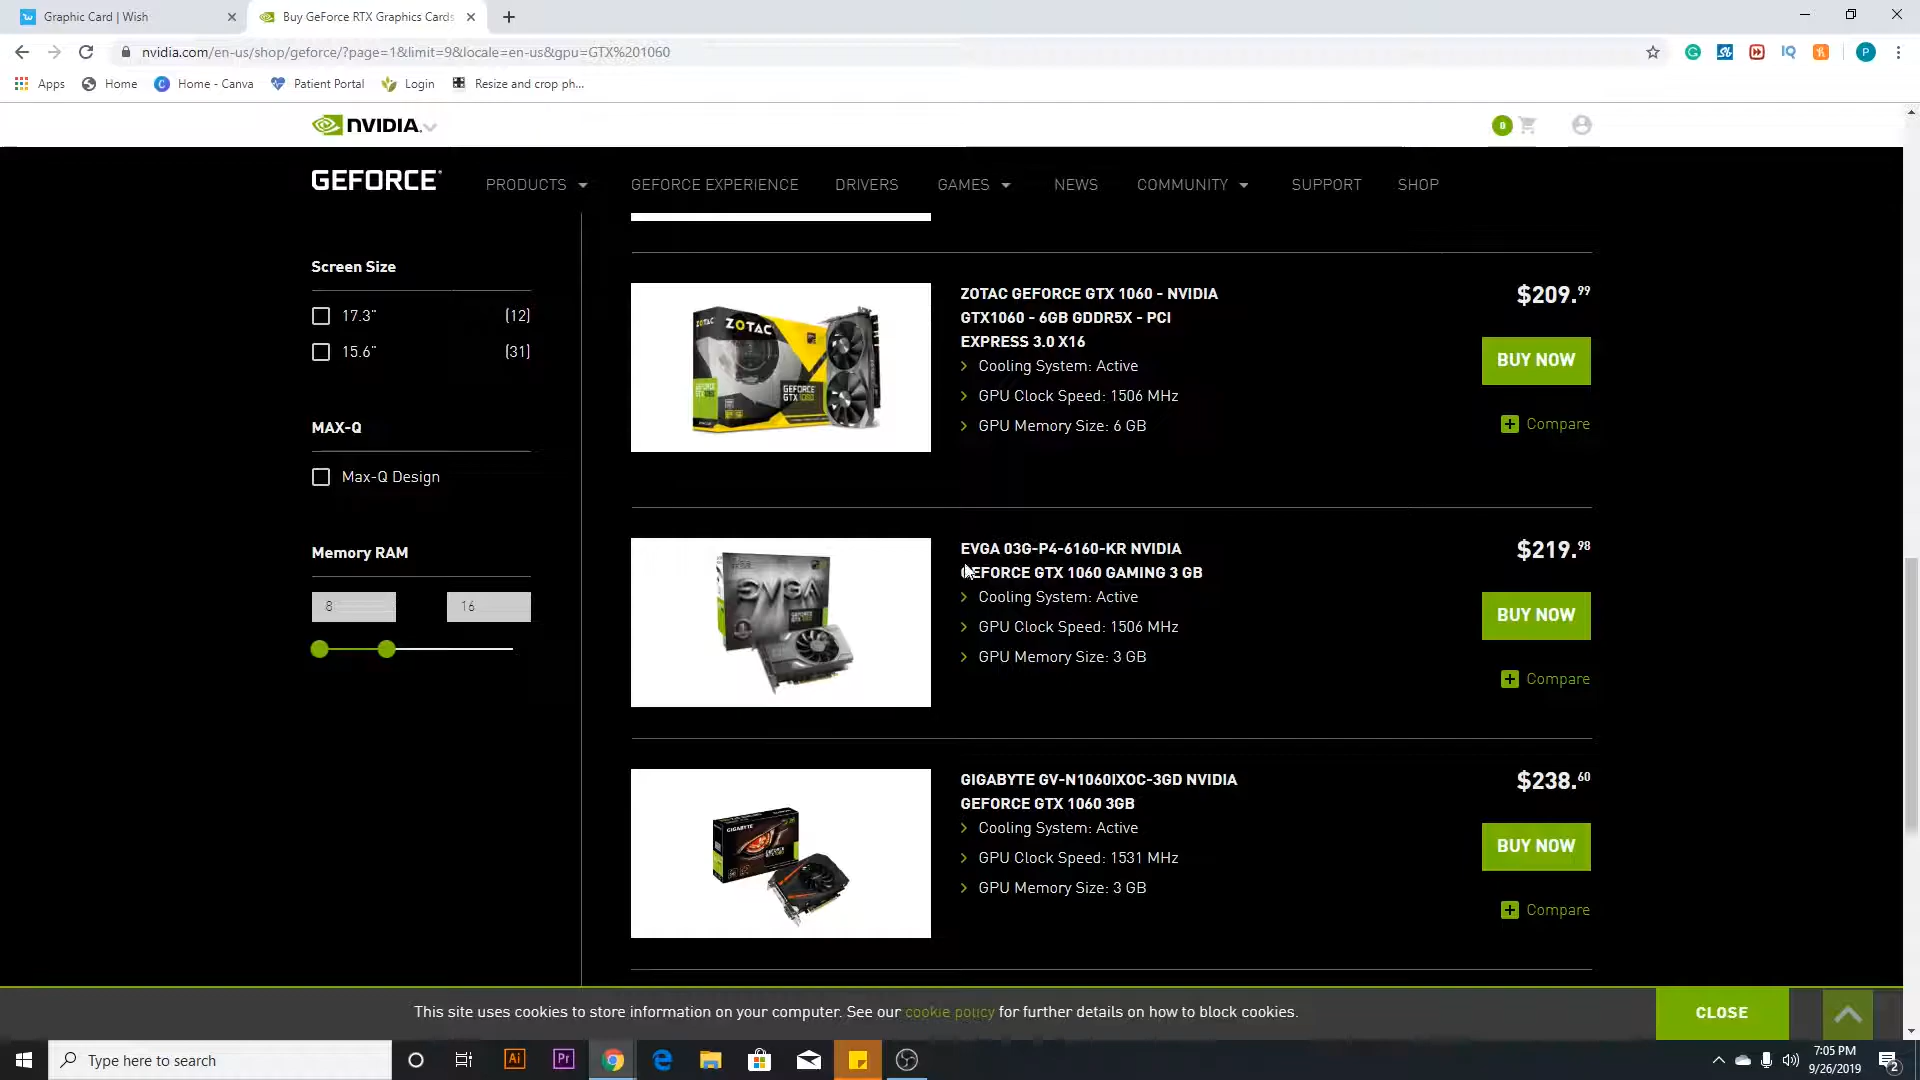 Graphic Card | Wish
Buy GeForce RTX Graphics Cards
nvidia.com/en-us/shop/geforce/?page=1&limit=9&locale=en-us&gpu=GTX%201060
P
Apps
Home
Home - Canva
Patient Portal
Login
Resize and crop ph...
NVIDIA.
0
GEFORCE
PRODUCTS
GEFORCE EXPERIENCE
DRIVERS
GAMES
NEWS
COMMUNITY
SUPPORT
SHOP
Screen Size
17.3" (12)
15.6" (31)
MAX-Q
Max-Q Design
Memory RAM
8
16
ZOTAC
ZOTAC
GEFORCE
ZOTAC GEFORCE GTX 1060 - NVIDIA
GTX1060 - 6GB GDDR5X - PCI
EXPRESS 3.0 X16
Cooling System: Active
GPU Clock Speed: 1506 MHz
GPU Memory Size: 6 GB
$209.99
BUY NOW
Compare
EVGA
EVGA 03G-P4-6160-KR NVIDIA
GEFORCE GTX 1060 GAMING 3 GB
Cooling System: Active
GPU Clock Speed: 1506 MHz
GPU Memory Size: 3 GB
$219.98
BUY NOW
Compare
GIGABYTE
GIGABYTE GV-N1060IXOC-3GD NVIDIA
GEFORCE GTX 1060 3GB
Cooling System: Active
GPU Clock Speed: 1531 MHz
GPU Memory Size: 3 GB
$238.60
BUY NOW
Compare
This site uses cookies to store information on your computer. See our cookie policy for further details on how to block cookies.
CLOSE
Type here to search
Ai
Pr
7:05 PM
9/26/2019
2